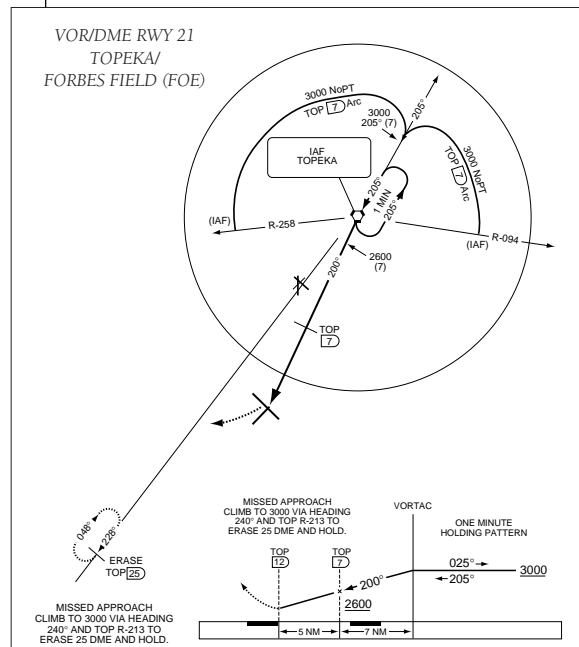 VOR/DME RWY 21
TOPEKA/
FORBES FIELD (FOE)
3000 NoPT
TOP 7 Arc
3000
205° (7)
205°
3000 NoPT
TOP 7 Arc
IAF
TOPEKA
205°
1 MIN
205°
(IAF)
R-258
(IAF)
R-094
2600
(7)
200°
TOP
7
048°
228°
ERASE
TOP 25
MISSED APPROACH
CLIMB TO 3000 VIA HEADING
240° AND TOP R-213 TO
ERASE 25 DME AND HOLD.
MISSED APPROACH
CLIMB TO 3000 VIA HEADING
240° AND TOP R-213 TO
ERASE 25 DME AND HOLD.
VORTAC
ONE MINUTE
HOLDING PATTERN
TOP
12
TOP
7
025°
205°
3000
200°
2600
5 NM
7 NM